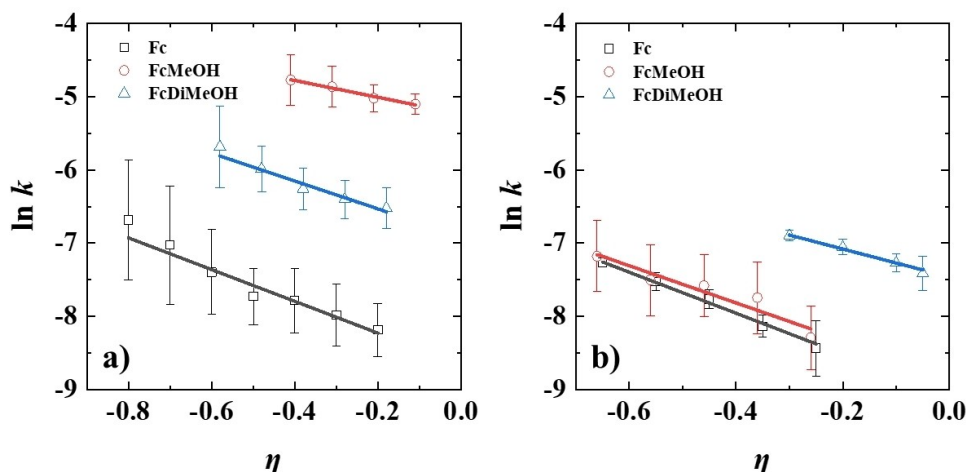 -4
-5
-6
-7
-8
-9
ln k
Fc
FcMeOH
FcDiMeOH
a)
-0.8
-0.6
-0.4
-0.2
0.0
η
-4
-5
-6
-7
-8
-9
ln k
Fc
FcMeOH
FcDiMeOH
b)
-0.6
-0.4
-0.2
0.0
η